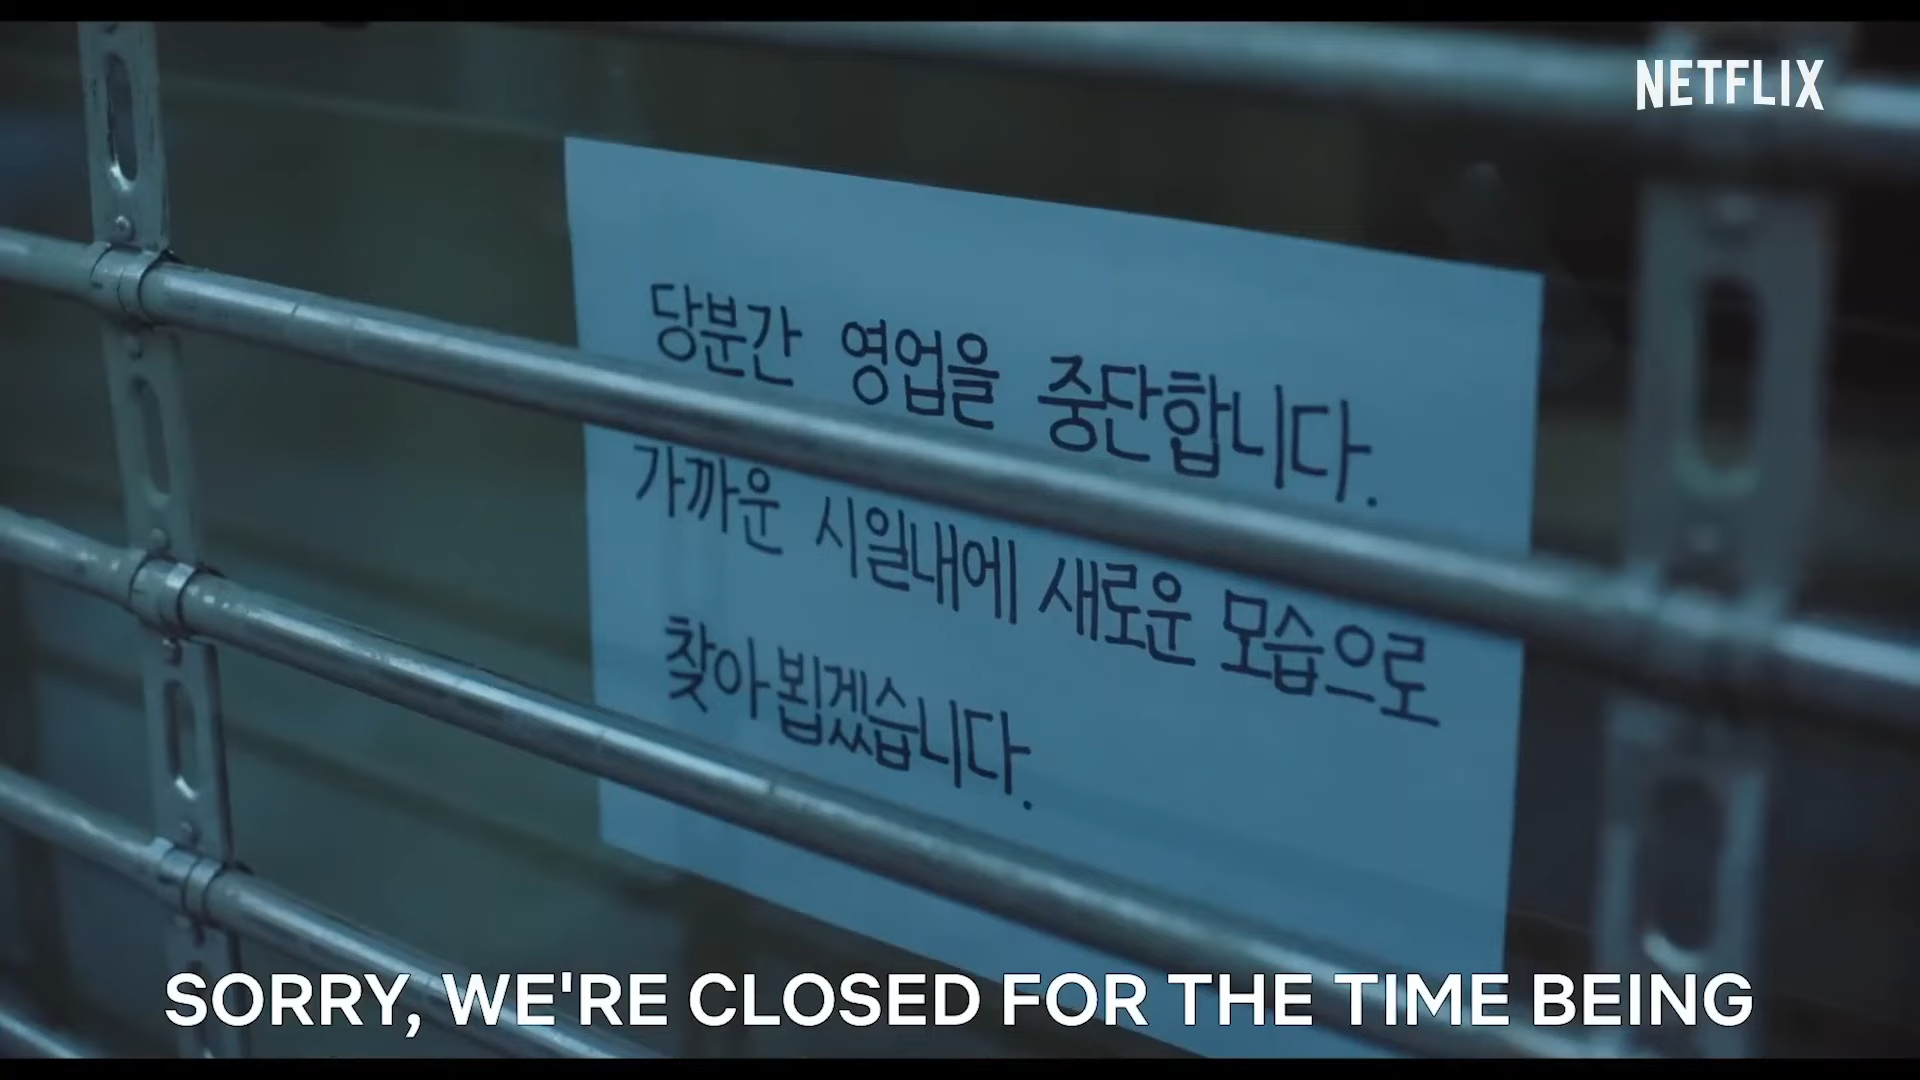 NETFLIX
당분간 영업을 중단합니다.
가까운 시일내에 새로운 모습으로
찾아뵙겠습니다.
SORRY, WE'RE CLOSED FOR THE TIME BEING